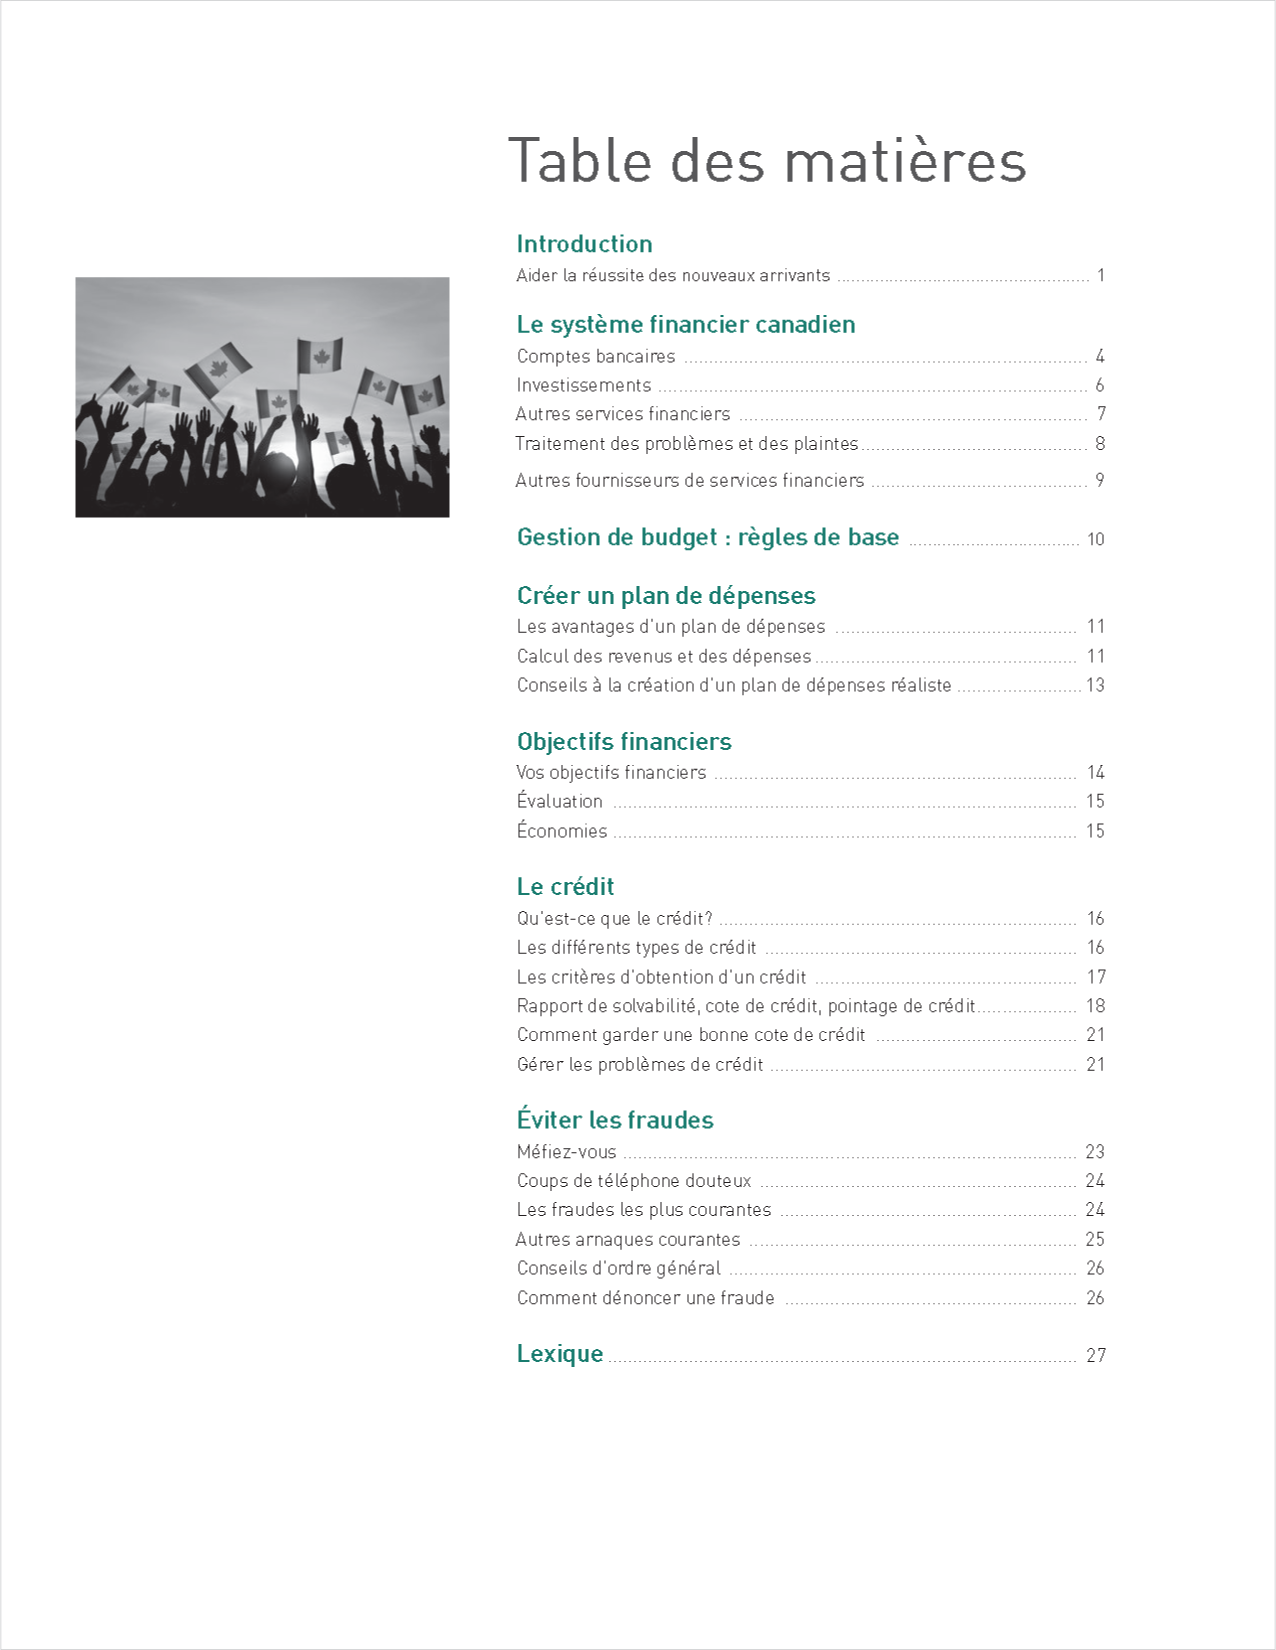 Table des matières
Introduction
Aider la réussite des nouveaux arrivants .................................................... 1
Le système financier canadien
Comptes bancaires ................................................................................ 4
Investissements ..................................................................................... 6
Autres services financiers ..................................................................... 7
Traitement des problèmes et des plaintes............................................. 8
Autres fournisseurs de services financiers ........................................... 9
Gestion de budget : règles de base .................................. 10
Créer un plan de dépenses
Les avantages d'un plan de dépenses ................................................ 11
Calcul des revenus et des dépenses.................................................... 11
Conseils à la création d'un plan de dépenses réaliste ......................... 13
Objectifs financiers
Vos objectifs financiers ........................................................................ 14
Évaluation ............................................................................................ 15
Économies ............................................................................................ 15
Le crédit
Qu'est-ce que le crédit? ....................................................................... 16
Les différents types de crédit .............................................................. 16
Les critères d'obtention d'un crédit .................................................... 17
Rapport de solvabilité, cote de crédit, pointage de crédit.................... 18
Comment garder une bonne cote de crédit ........................................ 21
Gérer les problèmes de crédit ............................................................. 21
Éviter les fraudes
Méfiez-vous .......................................................................................... 23
Coups de téléphone douteux ............................................................... 24
Les fraudes les plus courantes ........................................................... 24
Autres arnaques courantes ................................................................. 25
Conseils d'ordre général ..................................................................... 26
Comment dénoncer une fraude .......................................................... 26
Lexique ............................................................................................. 27